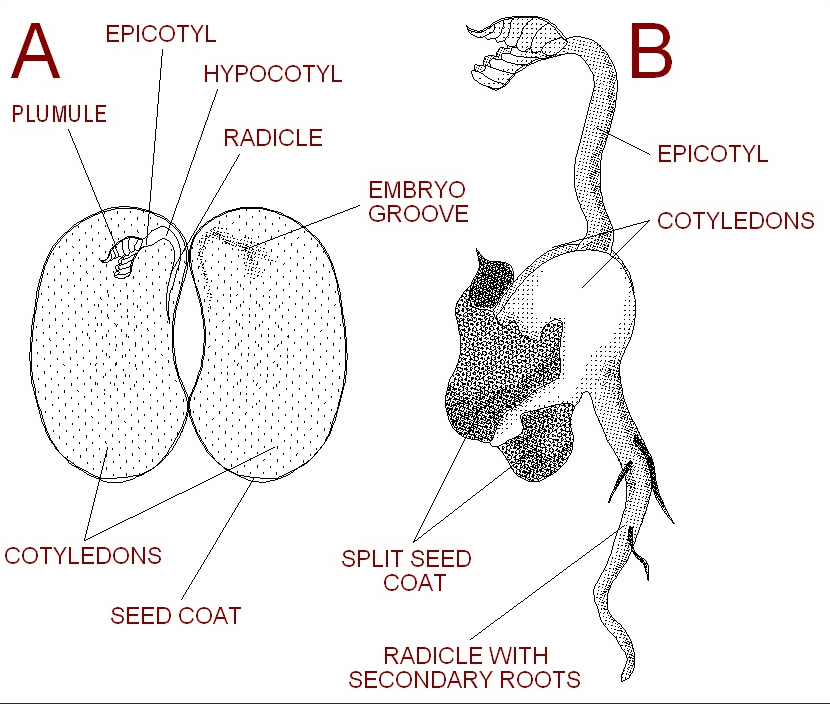 A
EPICOTYL
HYPOCOTYL
PLUMULE
RADICLE
EMBRYO
GROOVE
COTYLEDONS
SEED COAT
B
EPICOTYL
COTYLEDONS
SPLIT SEED
COAT
RADICLE WITH
SECONDARY ROOTS